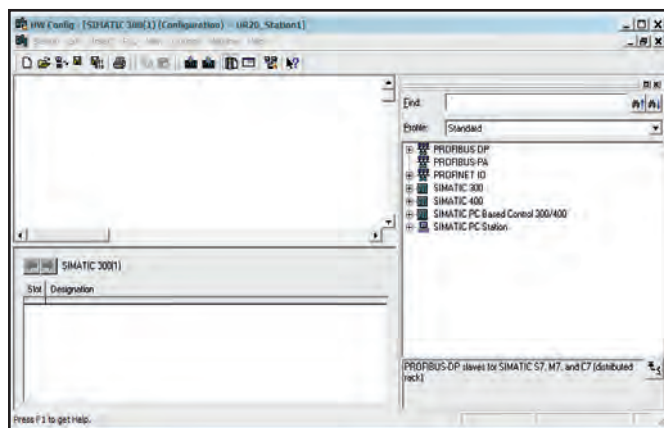 HW Config - [SIMATIC 300(1) (Configuration) -- UR20_Station1]
Find:
Profile: Standard
PROFIBUS-DP
PROFIBUS-PA
PROFINET IO
SIMATIC 300
SIMATIC 400
SIMATIC PC Based Control 300/400
SIMATIC PC Station
SIMATIC 300(1)
Slot Designation
PROFIBUS-DP slaves for SIMATIC S7, M7, and C7 (distributed
rack)
Press F1 to get Help.